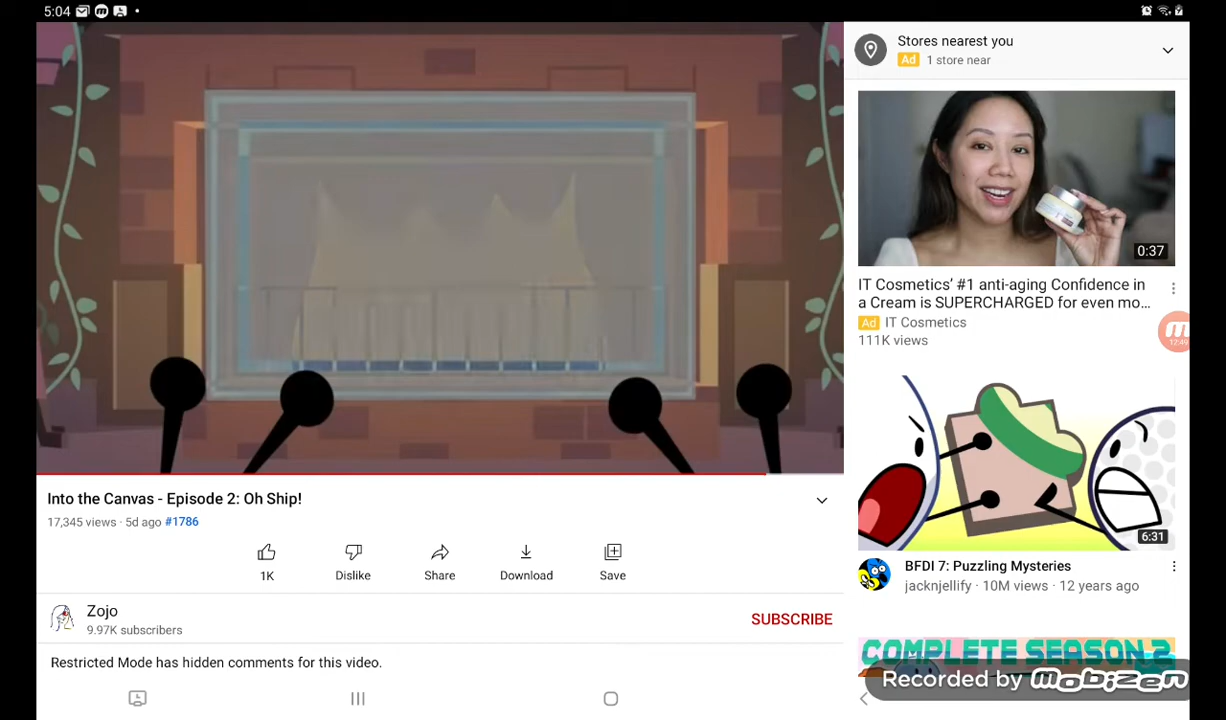 5:04
Stores nearest you
Ad 1 store near
0:37
IT Cosmetics' #1 anti-aging Confidence in
a Cream is SUPERCHARGED for even mo...
Ad IT Cosmetics
111K views
12:49
6:31
BFDI 7: Puzzling Mysteries
jacknjellify · 10M views · 12 years ago
COMPLETE SEASON 2
Recorded by mobizen
Into the Canvas - Episode 2: Oh Ship!
17,345 views · 5d ago #1786
1K Dislike Share Download Save
Zojo
9.97K subscribers
SUBSCRIBE
Restricted Mode has hidden comments for this video.